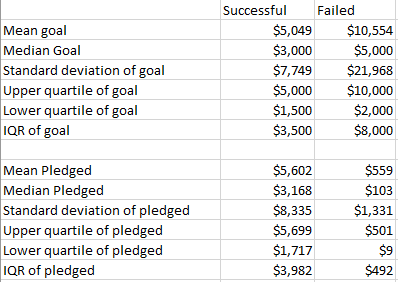 Successful Failed
Mean goal $5,049 $10,554
Median Goal $3,000 $5,000
Standard deviation of goal $7,749 $21,968
Upper quartile of goal $5,000 $10,000
Lower quartile of goal $1,500 $2,000
IQR of goal $3,500 $8,000
Mean Pledged $5,602 $559
Median Pledged $3,168 $103
Standard deviation of pledged $8,335 $1,331
Upper quartile of pledged $5,699 $501
Lower quartile of pledged $1,717 $9
IQR of pledged $3,982 $492